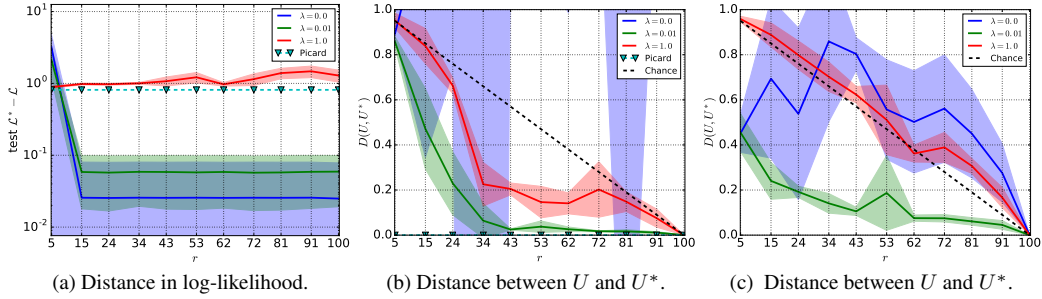 10^1
10^0
10^-1
10^-2
test L* − L
5 15 24 34 43 53 62 72 81 91 100
r
λ = 0.0
λ = 0.01
λ = 1.0
Picard
(a) Distance in log-likelihood.
1.0
0.8
0.6
0.4
0.2
0.0
D(U, U*)
5 15 24 34 43 53 62 72 81 91 100
r
λ = 0.0
λ = 0.01
λ = 1.0
Picard
Chance
(b) Distance between U and U*.
1.0
0.8
0.6
0.4
0.2
0.0
D(U, U*)
5 15 24 34 43 53 62 72 81 91 100
r
λ = 0.0
λ = 0.01
λ = 1.0
Chance
(c) Distance between U and U*.